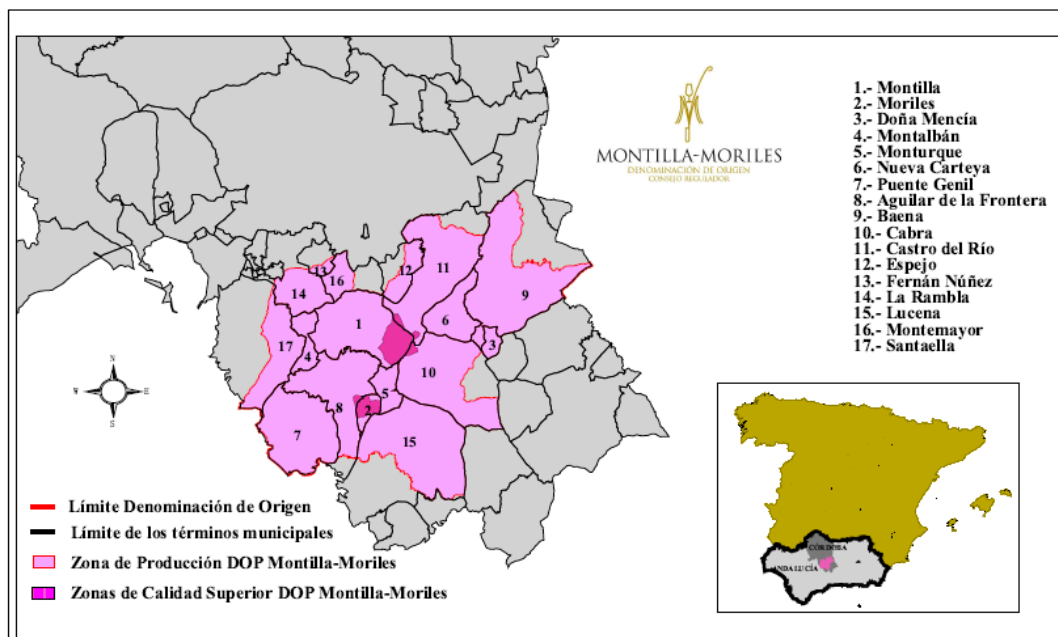 MONTILLA-MORILES
DENOMINACIÓN DE ORIGEN
CONSEJO REGULADOR
1.- Montilla
2.- Moriles
3.- Doña Mencía
4.- Montalbán
5.- Monturque
6.- Nueva Carteya
7.- Puente Genil
8.- Aguilar de la Frontera
9.- Baena
10.- Cabra
11.- Castro del Río
12.- Espejo
13.- Fernán Núñez
14.- La Rambla
15.- Lucena
16.- Montemayor
17.- Santaella
11
12
13
16
14
9
1
6
17
4
3
10
5
8
2
7
15
N
W
E
S
Límite Denominación de Origen
Límite de los términos municipales
Zona de Producción DOP Montilla-Moriles
Zonas de Calidad Superior DOP Montilla-Moriles
CÓRDOBA
ANDALUCÍA